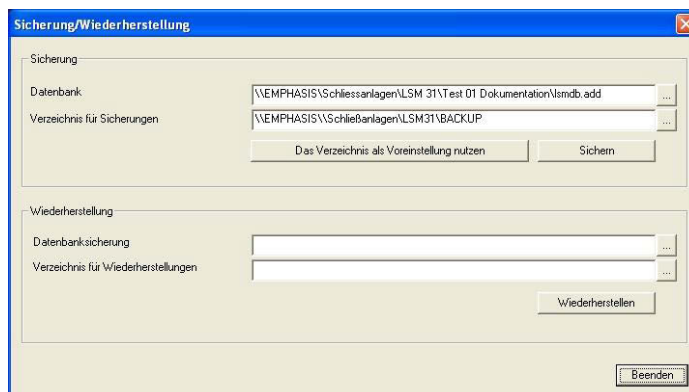 Sicherung/Wiederherstellung
Sicherung
Datenbank
\\EMPHASIS\Schliessanlagen\LSM 31\Test 01 Dokumentation\lsmdb.add
...
Verzeichnis für Sicherungen
\\EMPHASIS\\Schließanlagen\LSM31\BACKUP
...
Das Verzeichnis als Voreinstellung nutzen
Sichern
Wiederherstellung
Datenbanksicherung
...
Verzeichnis für Wiederherstellungen
...
Wiederherstellen
Beenden